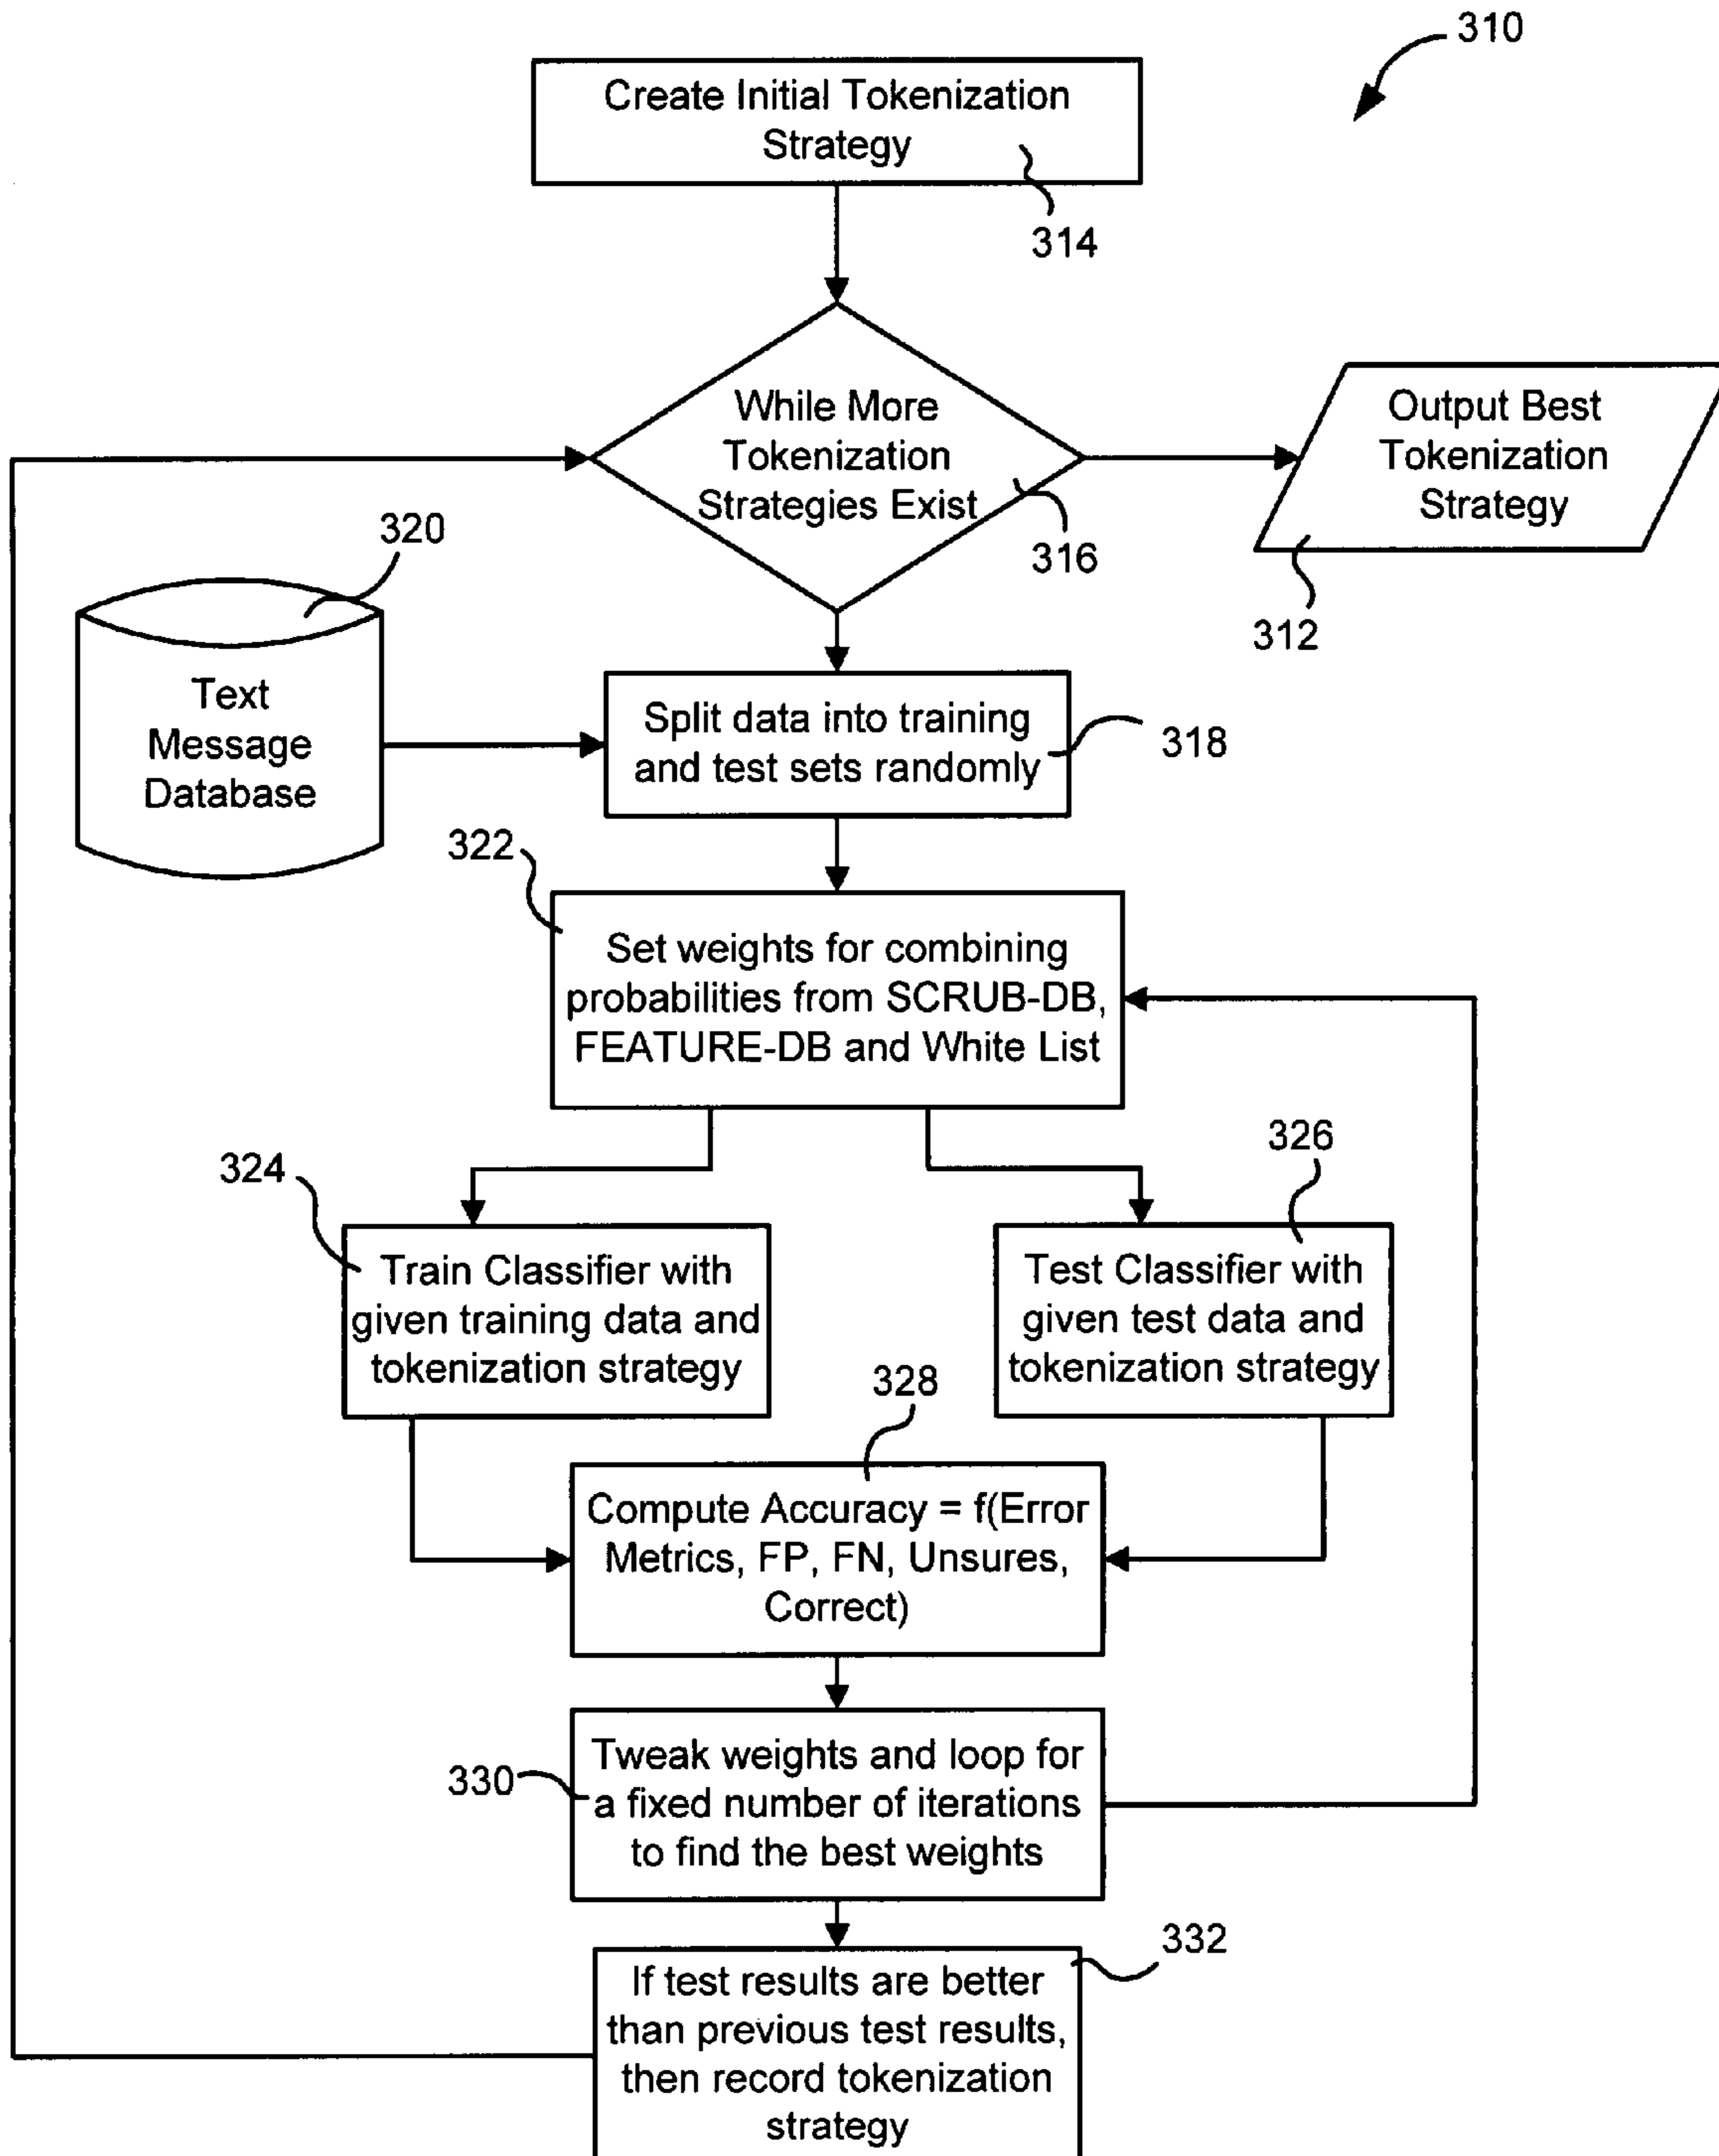 310
Create Initial Tokenization
Strategy
314
While More
Tokenization
Strategies Exist
316
Output Best
Tokenization
Strategy
312
320
Text
Message
Database
Split data into training
and test sets randomly
318
322
Set weights for combining
probabilities from SCRUB-DB,
FEATURE-DB and White List
324
326
Train Classifier with
given training data and
tokenization strategy
Test Classifier with
given test data and
tokenization strategy
328
Compute Accuracy = f(Error
Metrics, FP, FN, Unsures,
Correct)
330
Tweak weights and loop for
a fixed number of iterations
to find the best weights
332
If test results are better
than previous test results,
then record tokenization
strategy